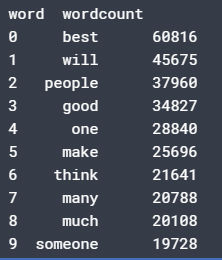 word wordcount
0 best 60816
1 will 45675
2 people 37960
3 good 34827
4 one 28840
5 make 25696
6 think 21641
7 many 20788
8 much 20108
9 someone 19728